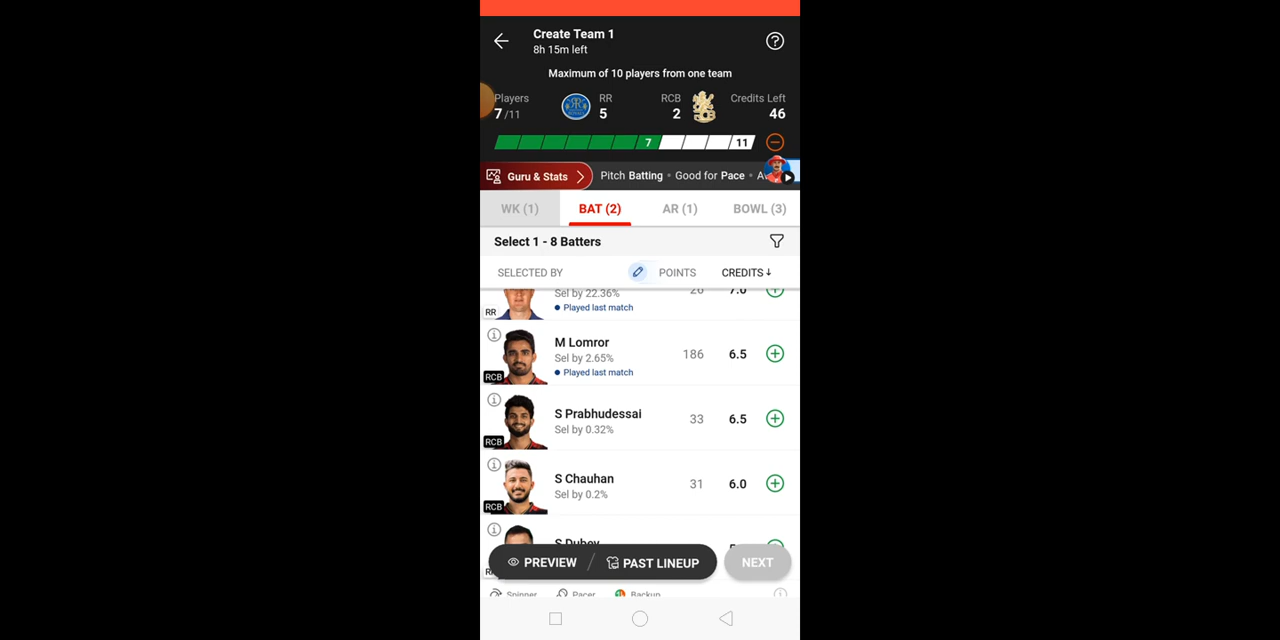 Create Team 1
8h 15m left
Maximum of 10 players from one team
Players RR RCB Credits Left
7/11 5 2 46
7 11
Guru & Stats Pitch Batting • Good for Pace •
WK (1) BAT (2) AR (1) BOWL (3)
Select 1 - 8 Batters
SELECTED BY POINTS CREDITS↓
Sel by 22.36% 26 7.0
RR • Played last match
M Lomror
Sel by 2.65% 186 6.5
RCB • Played last match
S Prabhudessai
Sel by 0.32% 33 6.5
RCB
S Chauhan
Sel by 0.2% 31 6.0
RCB
S Dubey
PREVIEW / PAST LINEUP NEXT
Spinner Pacer Backup